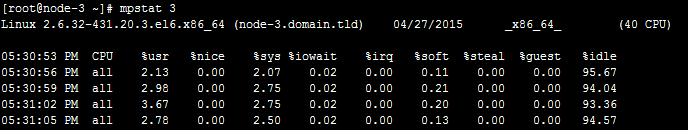 [root@node-3 ~]# mpstat 3
Linux 2.6.32-431.20.3.el6.x86_64 (node-3.domain.tld) 04/27/2015 _x86_64_ (40 CPU)
05:30:53 PM CPU %usr %nice %sys %iowait %irq %soft %steal %guest %idle
05:30:56 PM all 2.13 0.00 2.07 0.02 0.00 0.11 0.00 0.00 95.67
05:30:59 PM all 2.98 0.00 2.75 0.02 0.00 0.21 0.00 0.00 94.04
05:31:02 PM all 3.67 0.00 2.75 0.02 0.00 0.20 0.00 0.00 93.36
05:31:05 PM all 2.78 0.00 2.50 0.02 0.00 0.13 0.00 0.00 94.57